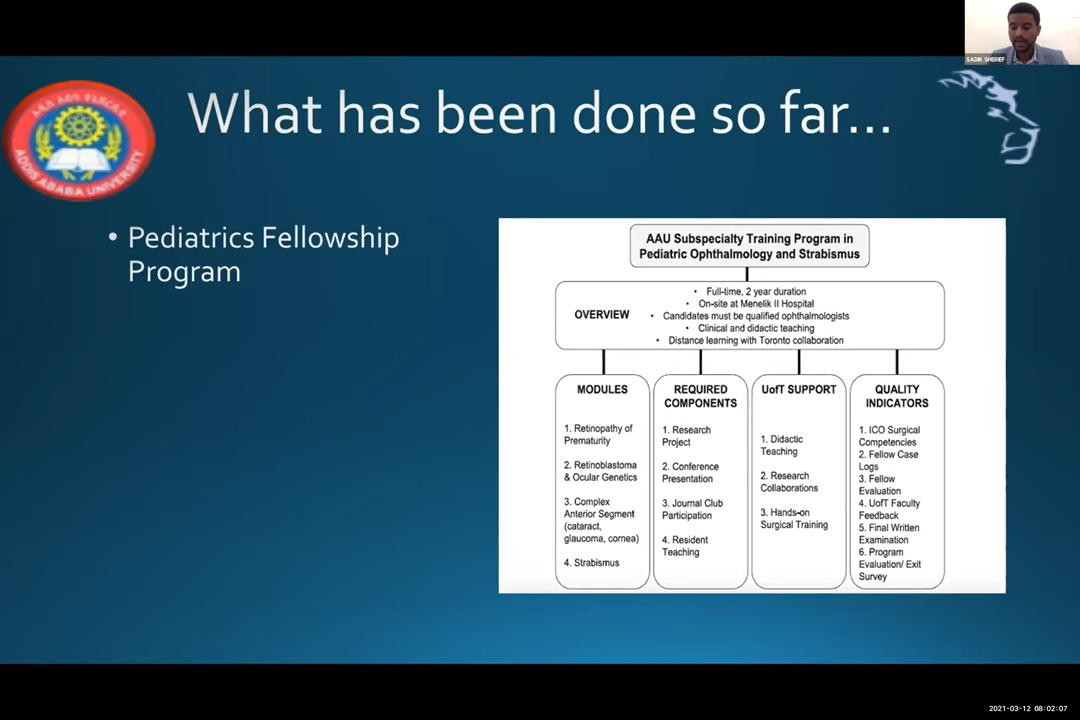 SADIK SHERIEF
ADDIS ABABA UNIVERSITY
What has been done so far...
• Pediatrics Fellowship
Program
AAU Subspecialty Training Program in
Pediatric Ophthalmology and Strabismus
OVERVIEW
• Full-time, 2 year duration
• On-site at Menelik II Hospital
• Candidates must be qualified ophthalmologists
• Clinical and didactic teaching
• Distance learning with Toronto collaboration
MODULES
1. Retinopathy of
Prematurity
2. Retinoblastoma
& Ocular Genetics
3. Complex
Anterior Segment
(cataract,
glaucoma, cornea)
4. Strabismus
REQUIRED
COMPONENTS
1. Research
Project
2. Conference
Presentation
3. Journal Club
Participation
4. Resident
Teaching
UofT SUPPORT
1. Didactic
Teaching
2. Research
Collaborations
3. Hands-on
Surgical Training
QUALITY
INDICATORS
1. ICO Surgical
Competencies
2. Fellow Case
Logs
3. Fellow
Evaluation
4. UofT Faculty
Feedback
5. Final Written
Examination
6. Program
Evaluation/ Exit
Survey
2021-03-12 08:02:07